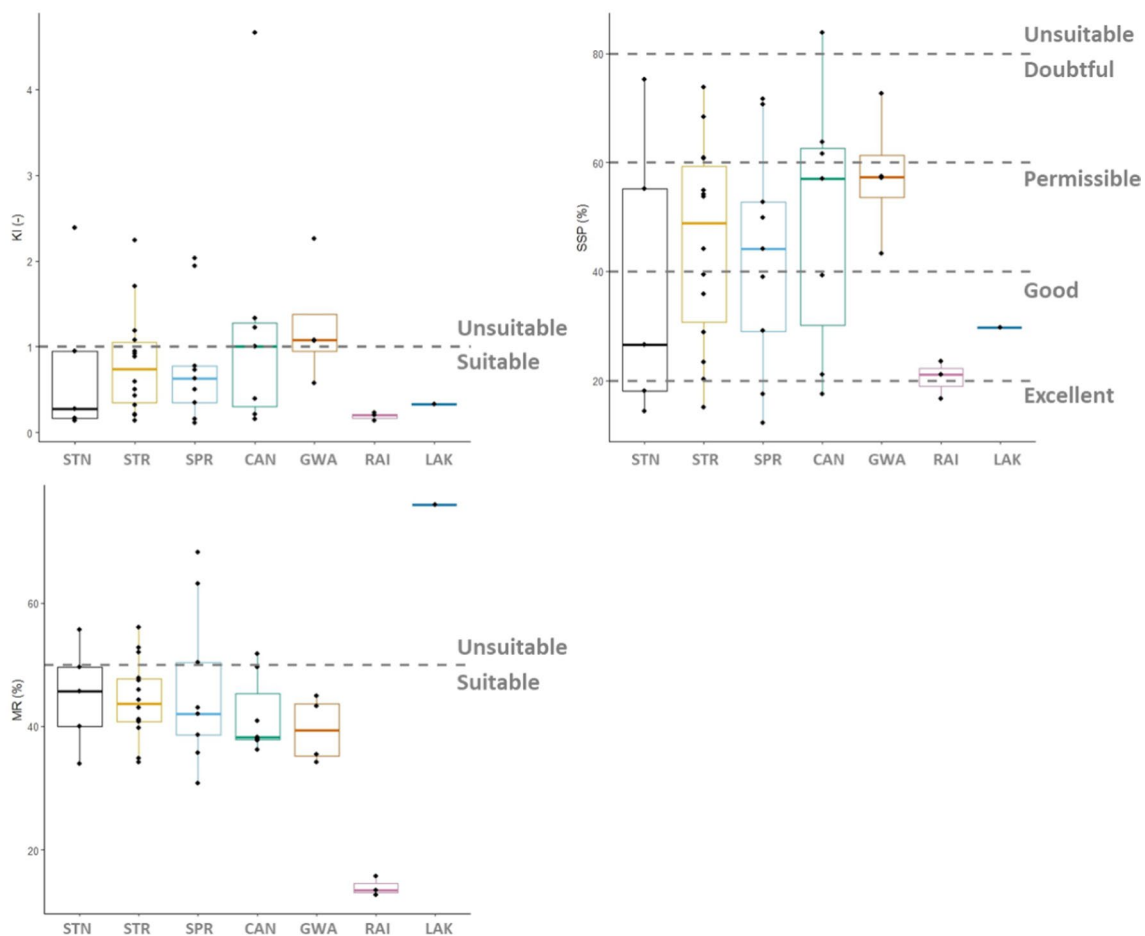 4
3
2
1
0
KI (-)
Unsuitable
Suitable
STN STR SPR CAN GWA RAI LAK
80
60
40
20
SSP (%)
Unsuitable
Doubtful
Permissible
Good
Excellent
STN STR SPR CAN GWA RAI LAK
60
40
20
MR (%)
Unsuitable
Suitable
STN STR SPR CAN GWA RAI LAK